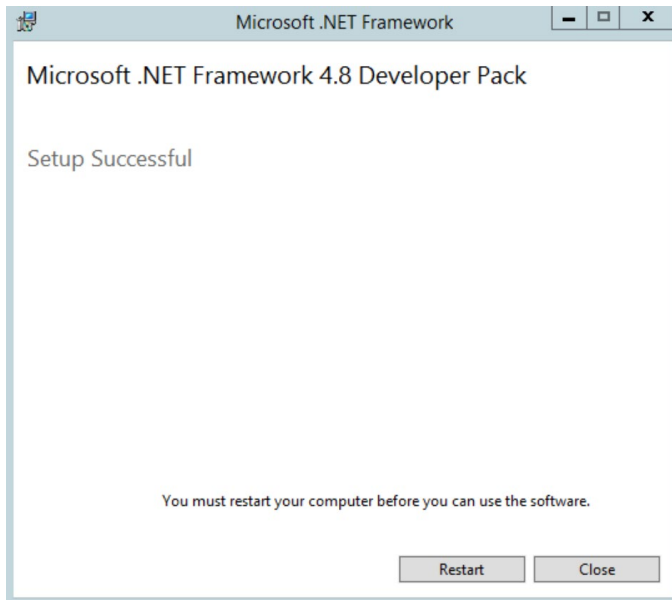 Microsoft .NET Framework
Microsoft .NET Framework 4.8 Developer Pack
Setup Successful
You must restart your computer before you can use the software.
Restart
Close